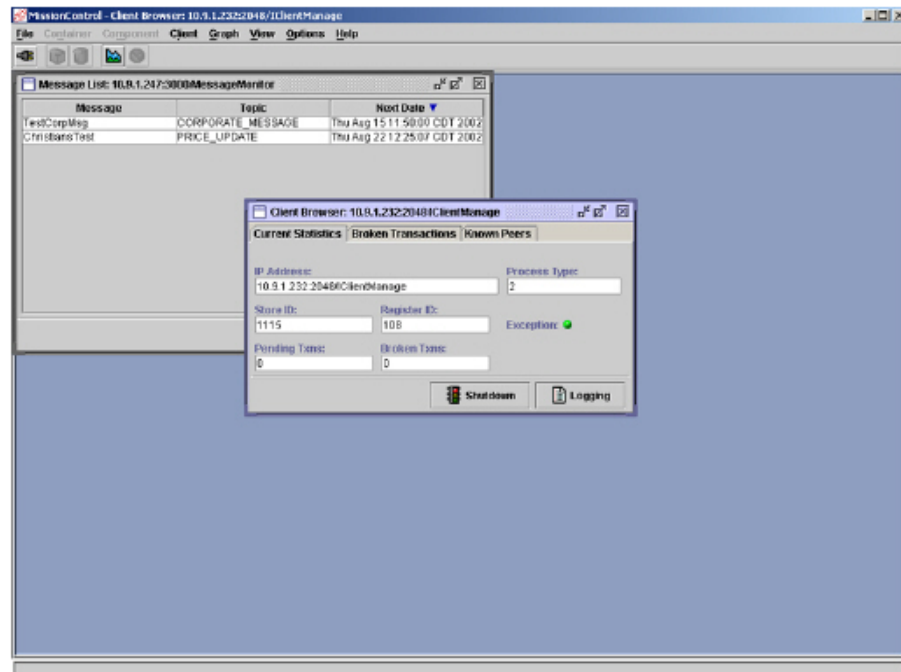 MissionControl - Client Browser: 10.9.1.232:2048/IClientManage
File Container Component Client Graph View Options Help
Message List: 10.9.1.247:3000/MessageMonitor
Message Topic Next Date
TestCorpMsg CORPORATE_MESSAGE Thu Aug 15 11:50:00 CDT 2002
ChristiansTest PRICE_UPDATE Thu Aug 22 12:25:07 CDT 2002
Client Browser: 10.9.1.232:2048/IClientManage
Current Statistics Broken Transactions Known Peers
IP Address: Process Type:
10.9.1.232:2048/IClientManage 2
Store ID: Register ID:
1115 108 Exception:
Pending Txns: Broken Txns:
0 0
Shutdown Logging